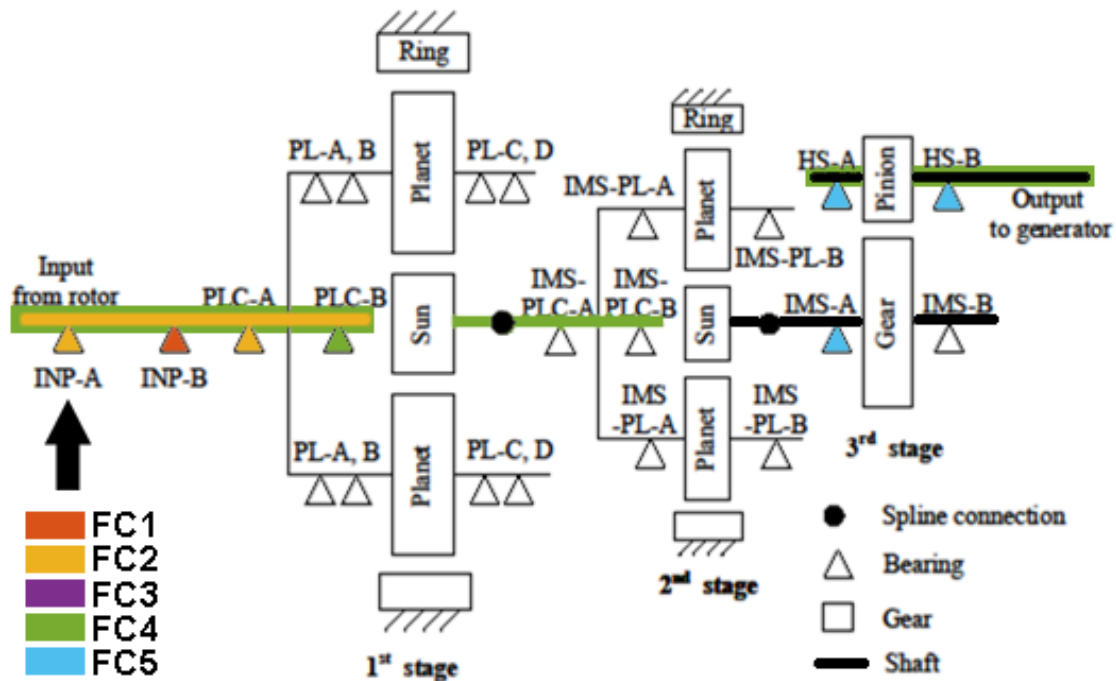 Ring
Planet
PL-A, B
PL-C, D
Ring
IMS-PL-A
Planet
IMS-PL-B
HS-A
Pinion
HS-B
Output
to generator
Input
from rotor
PLC-A
PLC-B
Sun
IMS-
PLC-A
IMS-
PLC-B
Sun
IMS-A
Gear
IMS-B
INP-A
INP-B
PL-A, B
Planet
PL-C, D
IMS
-PL-A
Planet
IMS
-PL-B
3rd stage
2nd stage
1st stage
FC1
FC2
FC3
FC4
FC5
Spline connection
Bearing
Gear
Shaft